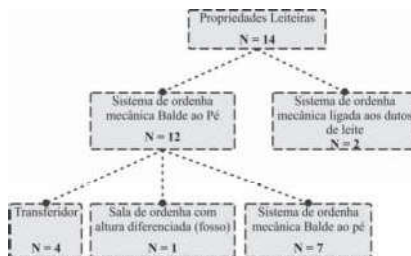 Propriedades Leiteiras
N = 14
Sistema de ordenha
mecânica Balde ao Pé
N = 12
Sistema de ordenha
mecânica ligada aos dutos
de leite
N = 2
Transferidor
N = 4
Sala de ordenha com
altura diferenciada (fosso)
N = 1
Sistema de ordenha
mecânica Balde ao pé
N = 7